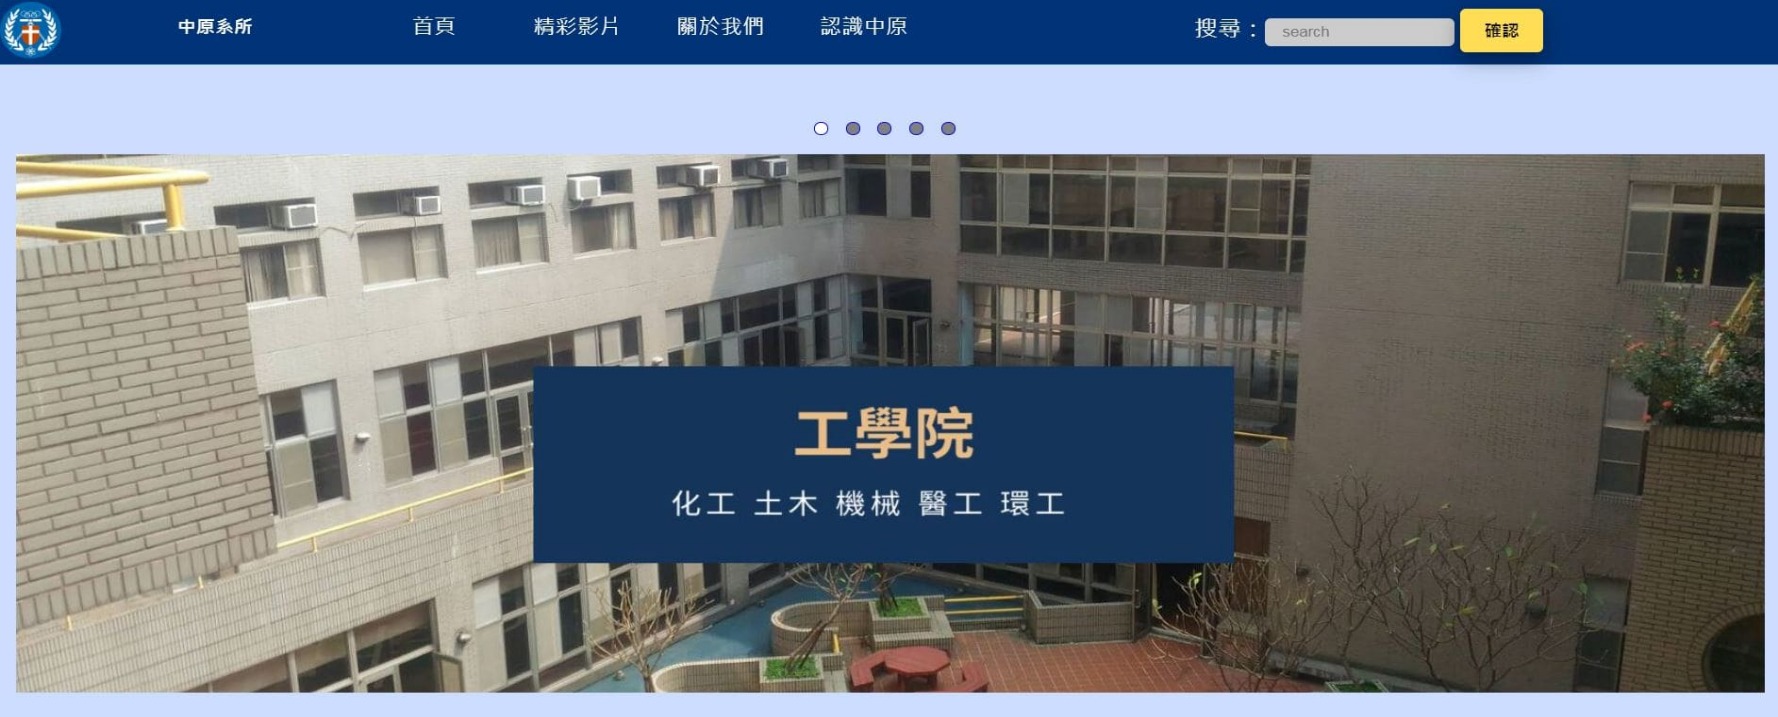 中原系所 首頁 精彩影片 關於我們 認識中原 搜尋： search 確認
工學院
化工 土木 機械 醫工 環工